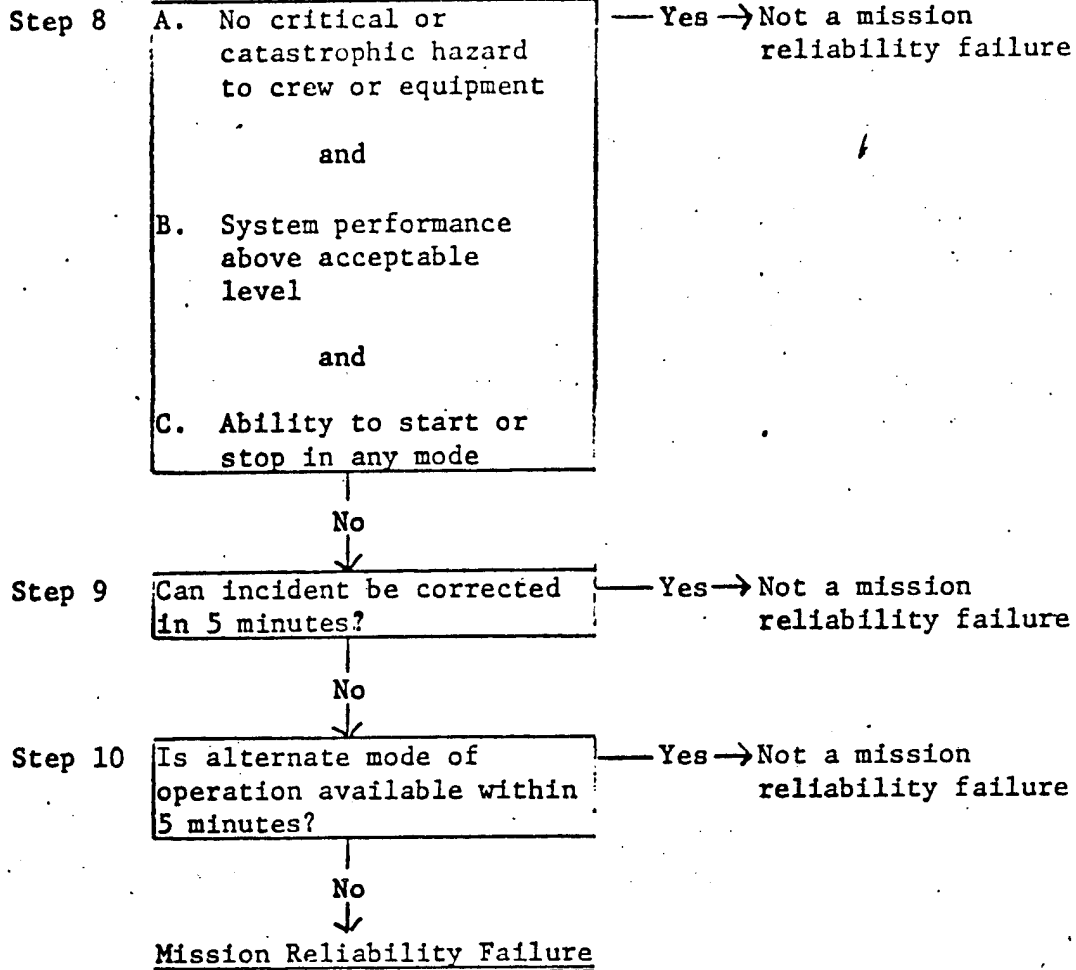 Step 8 A. No critical or — Yes → Not a mission
catastrophic hazard reliability failure
to crew or equipment
and
B. System performance
above acceptable
level
and
C. Ability to start or
stop in any mode
No
Step 9 Can incident be corrected — Yes → Not a mission
in 5 minutes? reliability failure
No
Step 10 Is alternate mode of — Yes → Not a mission
operation available within reliability failure
5 minutes?
No
Mission Reliability Failure